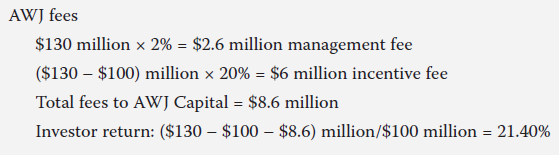 AWJ fees
$130 million × 2% = $2.6 million management fee
($130 – $100) million × 20% = $6 million incentive fee
Total fees to AWJ Capital = $8.6 million
Investor return: ($130 – $100 – $8.6) million/$100 million = 21.40%